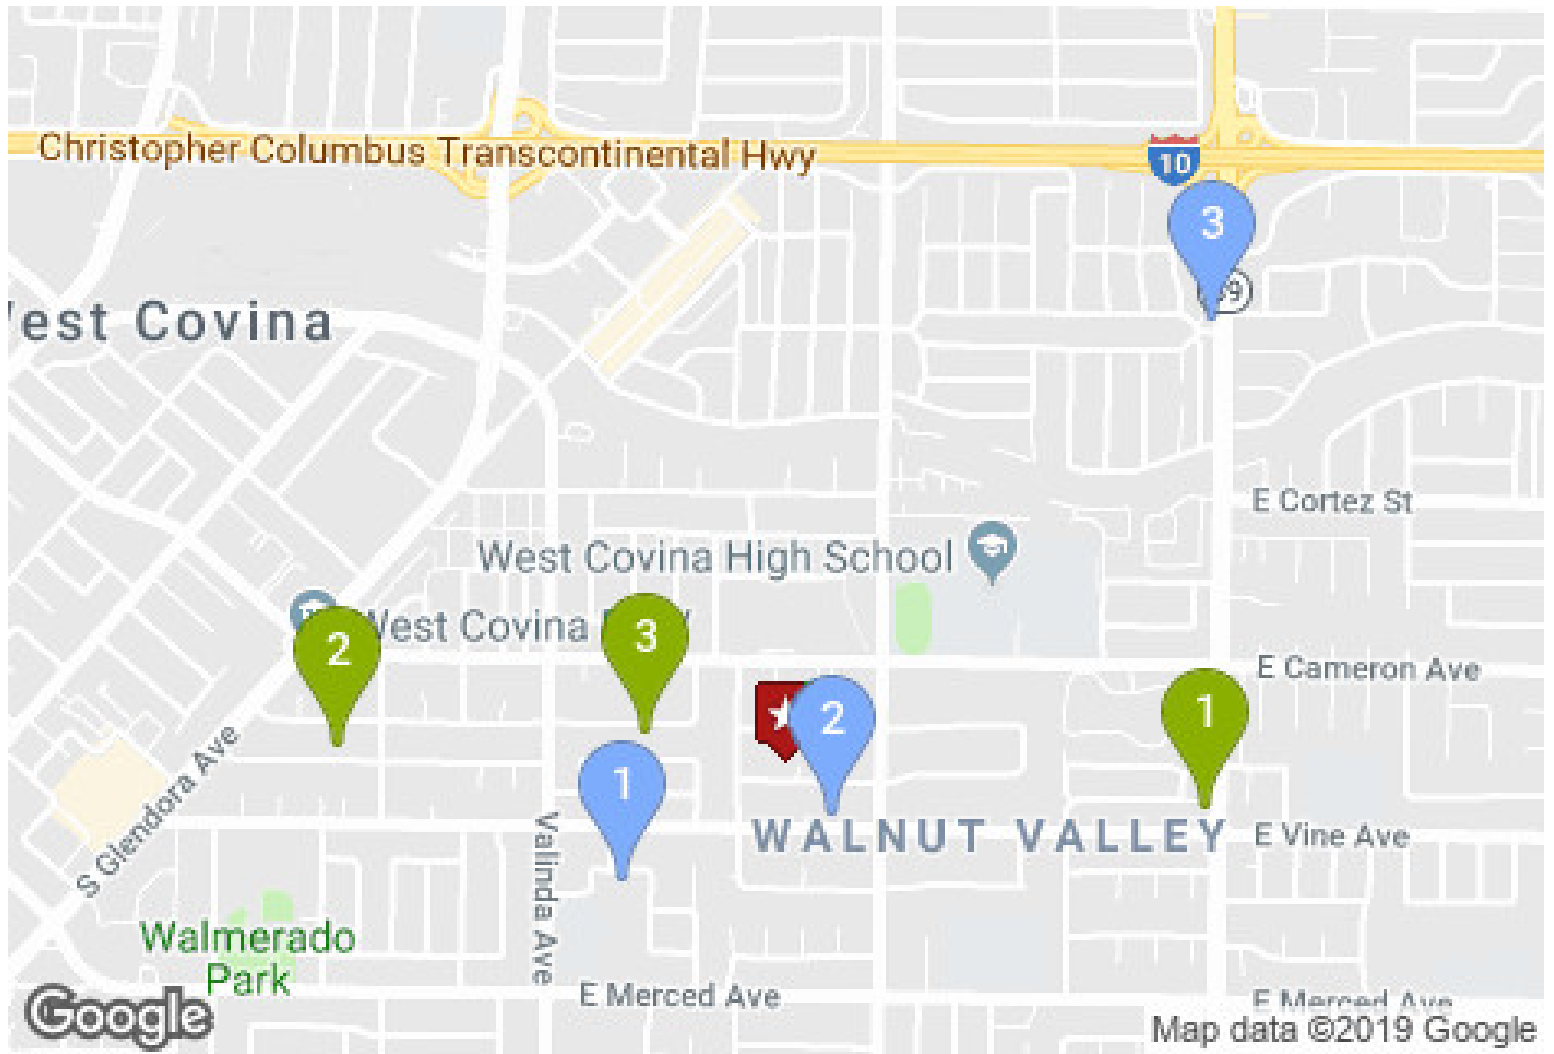 Christopher Columbus Transcontinental Hwy
10
3
9
est Covina
E Cortez St
West Covina High School
West Covina
2
3
E Cameron Ave
1
2
1
S Glendora Ave
Valinda Ave
WALNUT VALLEY
E Vine Ave
Walmerado
Park
E Merced Ave
E Merced Ave
Google
Map data ©2019 Google